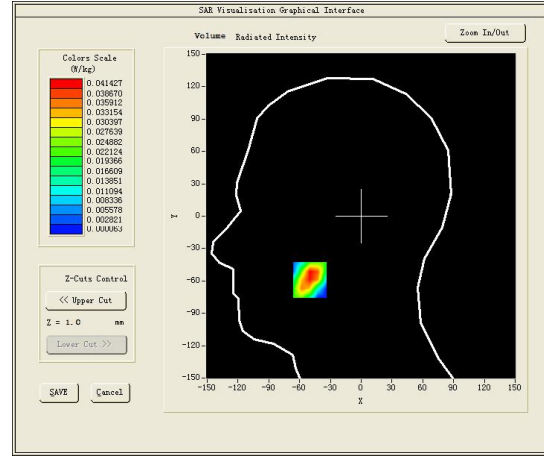 SAR Visualisation Graphical Interface
Volume Radiated Intensity
Zoom In/Out
Colors Scale
(W/kg)
0.041427
0.038670
0.035912
0.033154
0.030397
0.027639
0.024882
0.022124
0.019366
0.016609
0.013851
0.011094
0.008336
0.005578
0.002821
0.000063
Z-Cuts Control
<< Upper Cut
Z = 1.0 mm
Lower Cut >>
SAVE
Cancel
150
120
90
60
30
0
-30
-60
-90
-120
-150
Y
-150 -120 -90 -60 -30 0 30 60 90 120 150
X